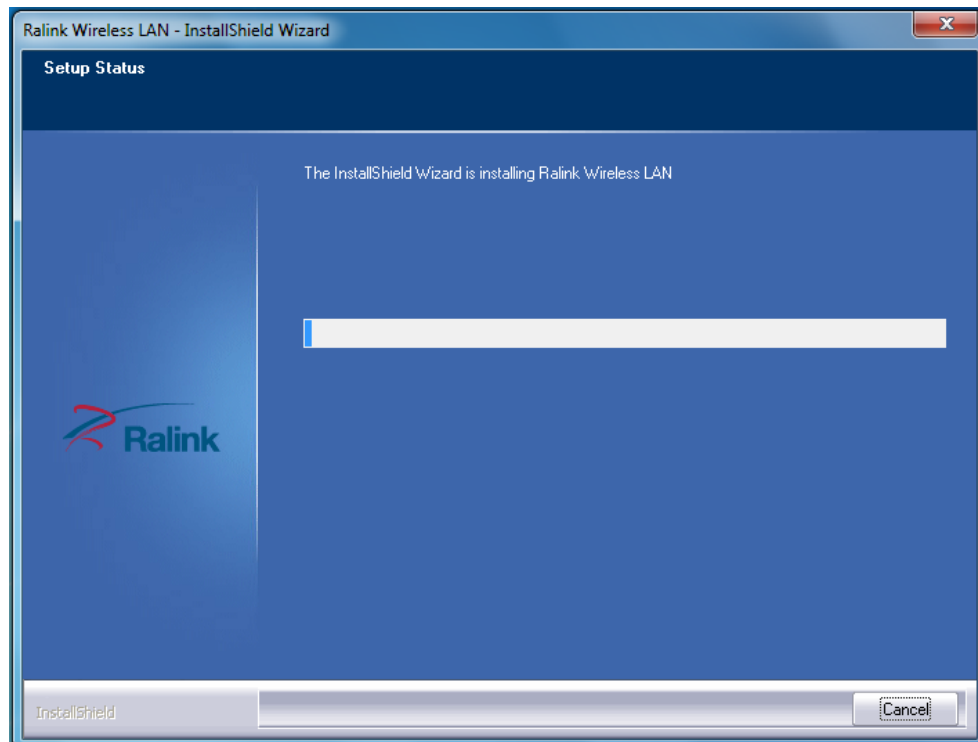 Ralink Wireless LAN - InstallShield Wizard
Setup Status
The InstallShield Wizard is installing Ralink Wireless LAN
Ralink
InstallShield
Cancel